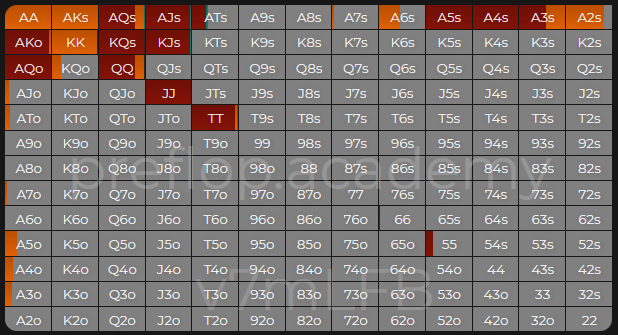 AA AKs AQs AJs ATs A9s A8s A7s A6s A5s A4s A3s A2s
AKo KK KQs KJs KTs K9s K8s K7s K6s K5s K4s K3s K2s
AQo KQo QQ QJs QTs Q9s Q8s Q7s Q6s Q5s Q4s Q3s Q2s
AJo KJo QJo JJ JTs J9s J8s J7s J6s J5s J4s J3s J2s
ATo KTo QTo JTo TT T9s T8s T7s T6s T5s T4s T3s T2s
A9o K9o Q9o J9o T9o 99 98s 97s 96s 95s 94s 93s 92s
A8o K8o Q8o J8o T8o 98o 88 87s 86s 85s 84s 83s 82s
preflop.academy
A7o K7o Q7o J7o T7o 97o 87o 77 76s 75s 74s 73s 72s
A6o K6o Q6o J6o T6o 96o 86o 76o 66 65s 64s 63s 62s
A5o K5o Q5o J5o T5o 95o 85o 75o 65o 55 54s 53s 52s
A4o K4o Q4o J4o T4o 94o 84o 74o 64o 54o 44 43s 42s
v7mLFB
A3o K3o Q3o J3o T3o 93o 83o 73o 63o 53o 43o 33 32s
A2o K2o Q2o J2o T2o 92o 82o 72o 62o 52o 42o 32o 22